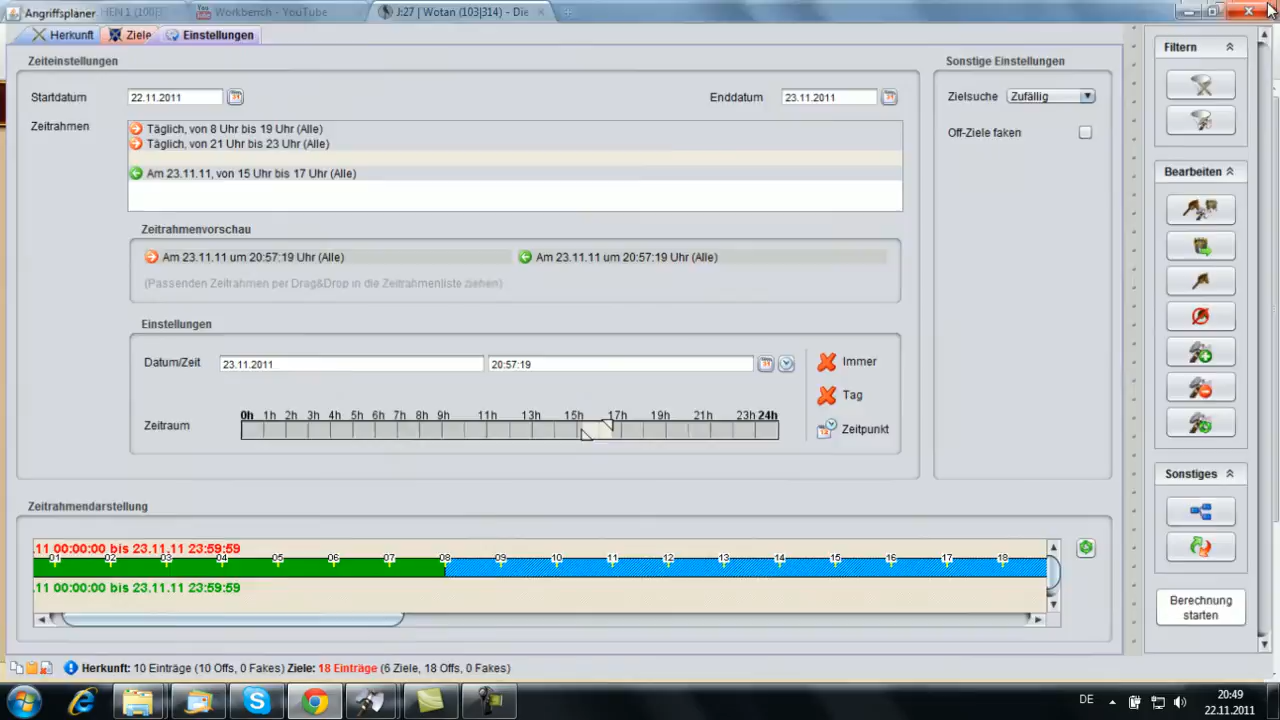 Angriffsplaner
HEN 1 (100|
Workbench - YouTube
J:27 | Wotan (103|314) - Die
Herkunft
Ziele
Einstellungen
Zeiteinstellungen
Startdatum
22.11.2011
Enddatum
23.11.2011
Zeitrahmen
Täglich, von 8 Uhr bis 19 Uhr (Alle)
Täglich, von 21 Uhr bis 23 Uhr (Alle)
Am 23.11.11, von 15 Uhr bis 17 Uhr (Alle)
Zeitrahmenvorschau
Am 23.11.11 um 20:57:19 Uhr (Alle)
Am 23.11.11 um 20:57:19 Uhr (Alle)
(Passenden Zeitrahmen per Drag&Drop in die Zeitrahmenliste ziehen)
Einstellungen
Datum/Zeit
23.11.2011
20:57:19
Zeitraum
0h 1h 2h 3h 4h 5h 6h 7h 8h 9h 11h 13h 15h 17h 19h 21h 23h 24h
Immer
Tag
Zeitpunkt
Sonstige Einstellungen
Zielsuche
Zufällig
Off-Ziele faken
Filtern
Bearbeiten
Sonstiges
Berechnung
starten
Zeitrahmendarstellung
.11 00:00:00 bis 23.11.11 23:59:59
01 02 03 04 05 06 07 08 09 10 11 12 13 14 15 16 17 18
.11 00:00:00 bis 23.11.11 23:59:59
Herkunft: 10 Einträge (10 Offs, 0 Fakes) Ziele: 18 Einträge (6 Ziele, 18 Offs, 0 Fakes)
DE
20:49
22.11.2011